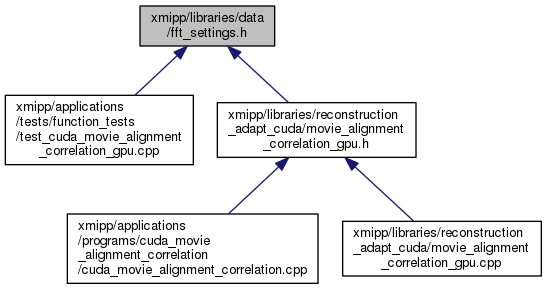 xmipp/libraries/data
/fft_settings.h
xmipp/applications
/tests/function_tests
/test_cuda_movie_alignment
_correlation_gpu.cpp
xmipp/libraries/reconstruction
_adapt_cuda/movie_alignment
_correlation_gpu.h
xmipp/applications
/programs/cuda_movie
_alignment_correlation
/cuda_movie_alignment_correlation.cpp
xmipp/libraries/reconstruction
_adapt_cuda/movie_alignment
_correlation_gpu.cpp